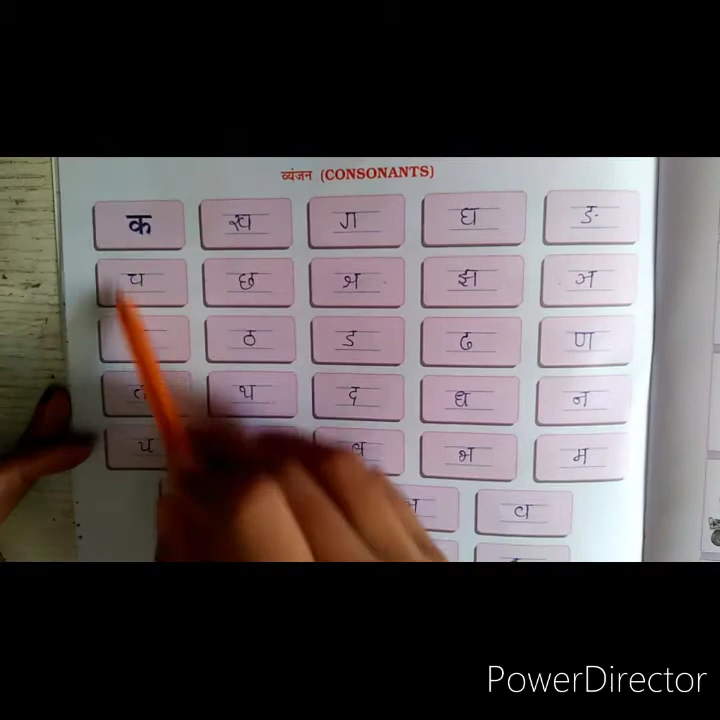 व्यंजन (CONSONANTS)
क ख ग घ ङ
च छ श्र झ ञ
ठ ड ढ ण
त थ द ध न
प भ म
व
PowerDirector